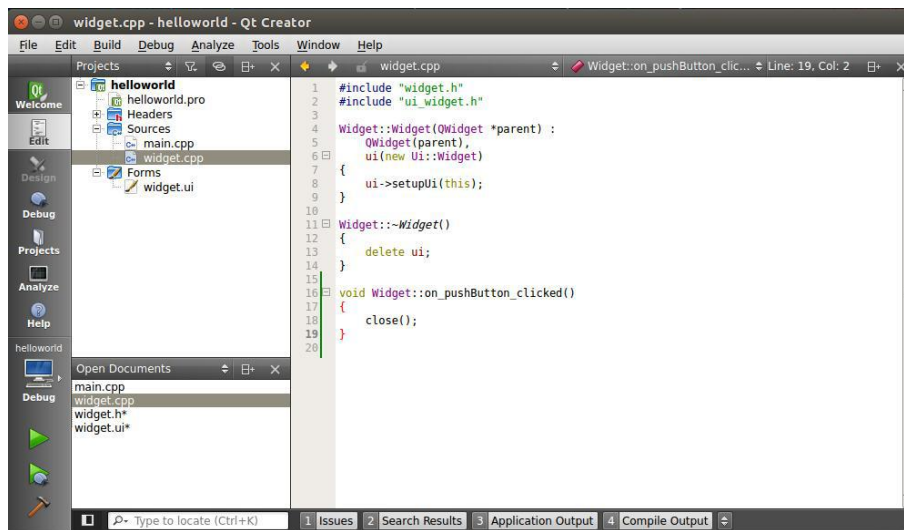 widget.cpp - helloworld - Qt Creator
File Edit Build Debug Analyze Tools Window Help
Projects
widget.cpp
Widget::on_pushButton_clic...
Line: 19, Col: 2
Qt
Welcome
Edit
Design
Debug
Projects
Analyze
Help
helloworld
Debug
helloworld
helloworld.pro
Headers
Sources
main.cpp
widget.cpp
Forms
widget.ui
Open Documents
main.cpp
widget.cpp
widget.h*
widget.ui*
1 #include "widget.h"
2 #include "ui_widget.h"
3
4 Widget::Widget(QWidget *parent) :
5     QWidget(parent),
6     ui(new Ui::Widget)
7 {
8     ui->setupUi(this);
9 }
10
11 Widget::~Widget()
12 {
13     delete ui;
14 }
15
16 void Widget::on_pushButton_clicked()
17 {
18     close();
19 }
20
Type to locate (Ctrl+K)
1 Issues 2 Search Results 3 Application Output 4 Compile Output